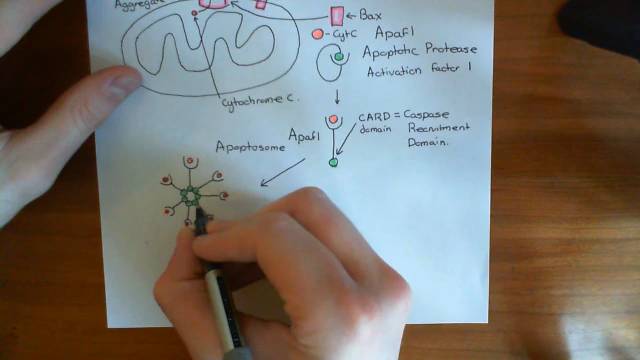 Aggregate
Bax
CytC
Apaf1
Apoptotic Protease
Activation factor 1
Cytochrome C.
CARD = Caspase
domain Recruitment
Domain.
Apaf1
Apoptosome